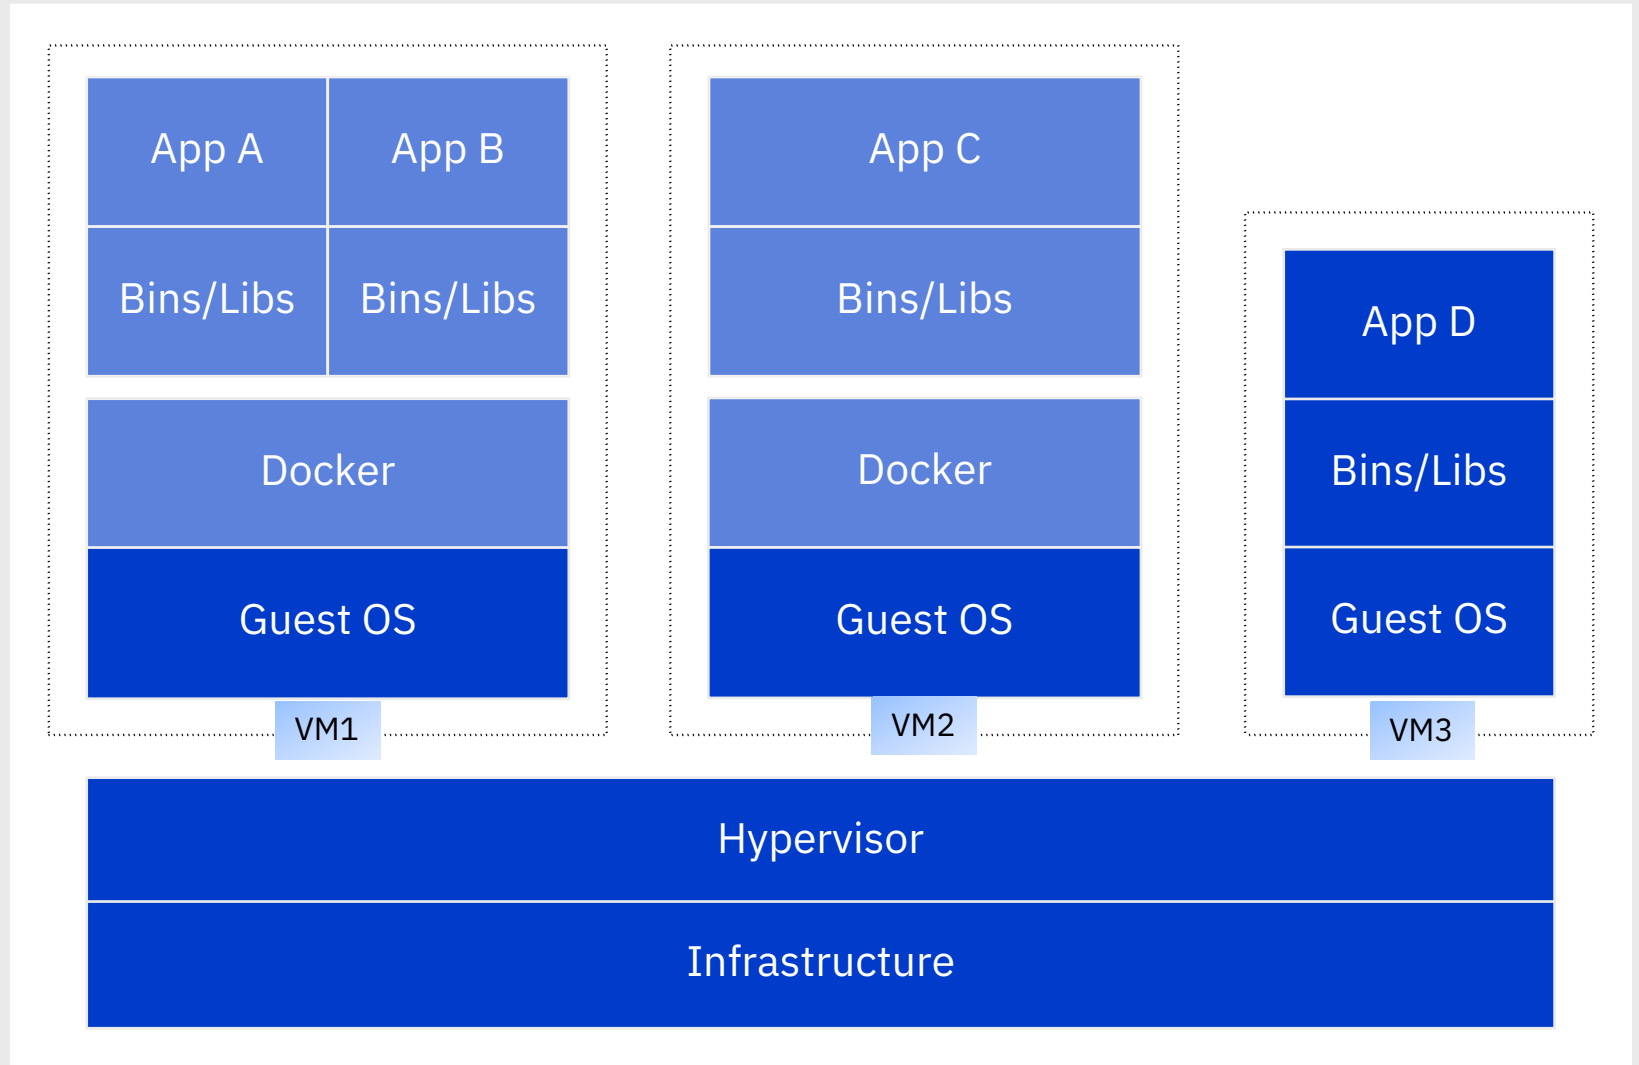 App A
App B
Bins/Libs
Bins/Libs
Docker
Guest OS
VM1
App C
Bins/Libs
Docker
Guest OS
VM2
App D
Bins/Libs
Guest OS
VM3
Hypervisor
Infrastructure